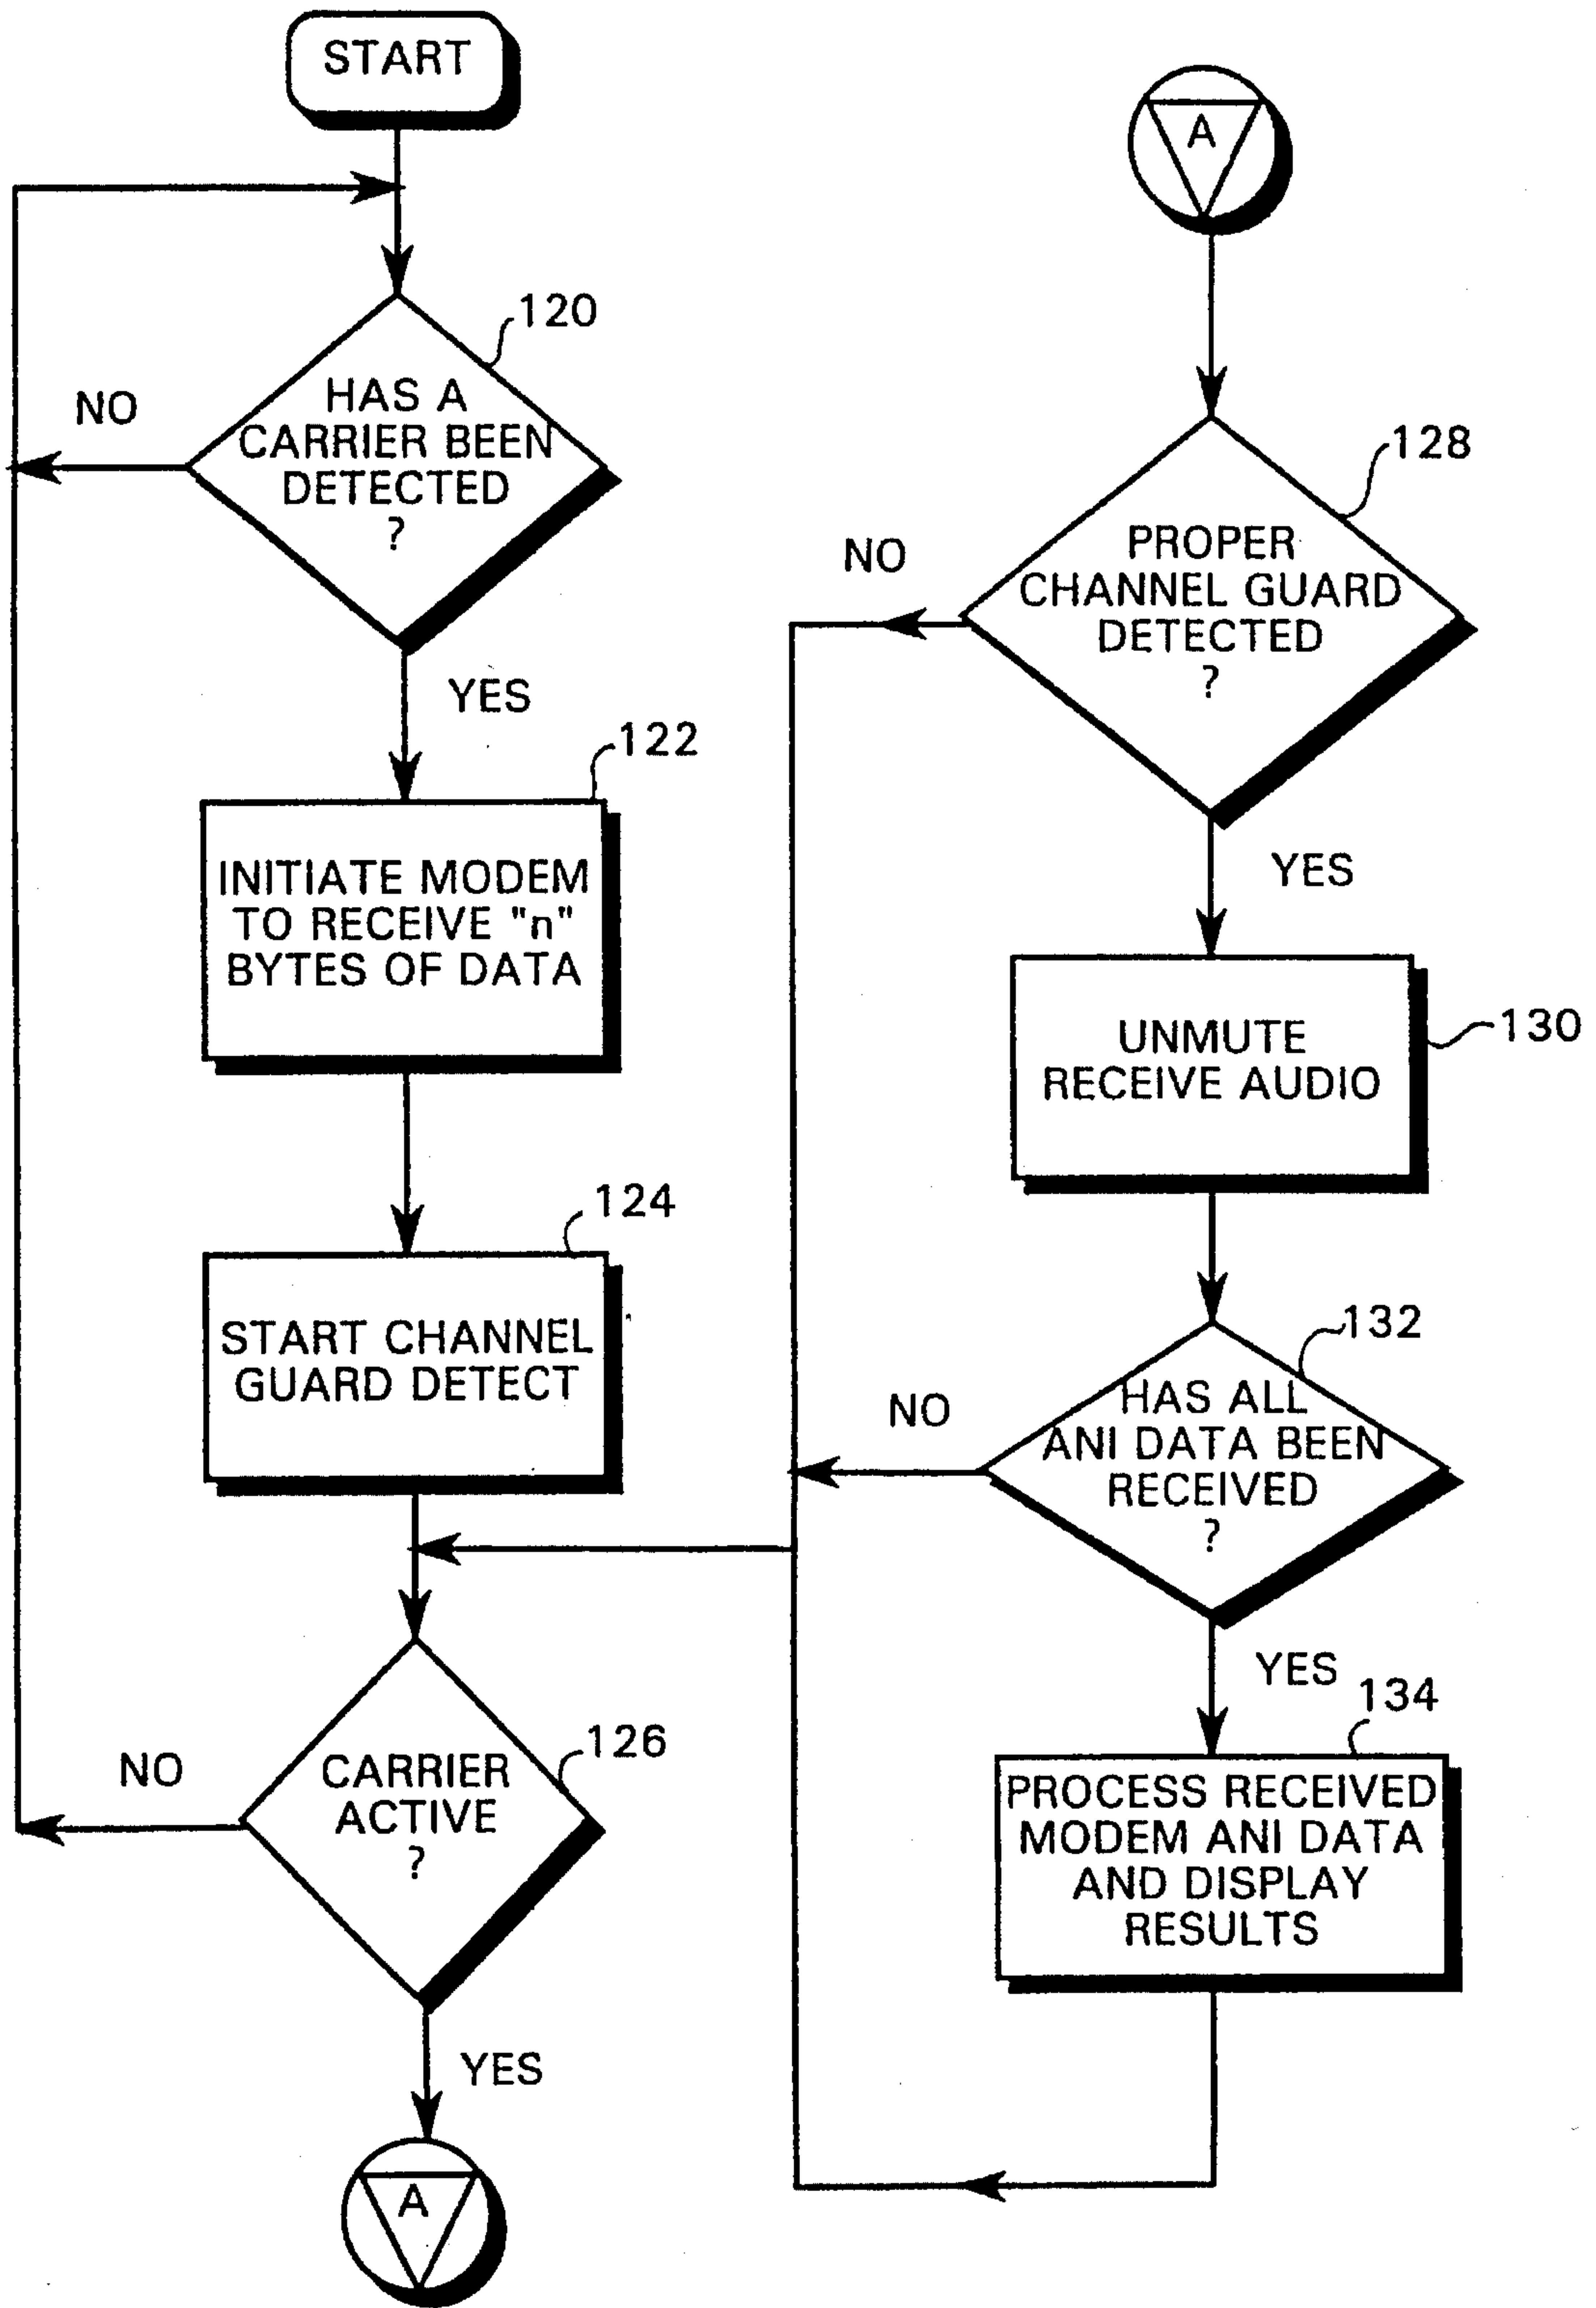 START
120
HAS A
CARRIER BEEN
DETECTED
?
NO
YES
122
INITIATE MODEM
TO RECEIVE "n"
BYTES OF DATA
124
START CHANNEL
GUARD DETECT
126
CARRIER
ACTIVE
?
NO
YES
A
A
128
PROPER
CHANNEL GUARD
DETECTED
?
NO
YES
130
UNMUTE
RECEIVE AUDIO
132
HAS ALL
ANI DATA BEEN
RECEIVED
?
NO
YES
134
PROCESS RECEIVED
MODEM ANI DATA
AND DISPLAY
RESULTS